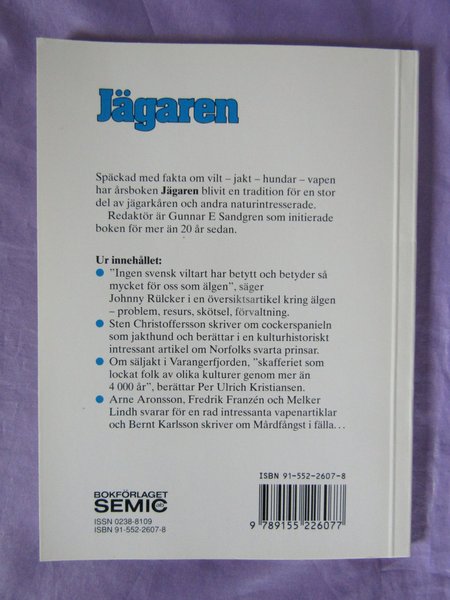 Jägaren
Späckad med fakta om vilt – jakt – hundar – vapen
har årsboken Jägaren blivit en tradition för en stor
del av jägarkåren och andra naturintresserade.
Redaktör är Gunnar E Sandgren som initierade
boken för mer än 20 år sedan.
Ur innehållet:
● ”Ingen svensk viltart har betytt och betyder så
mycket för oss som älgen”, säger
Johnny Rülcker i en översiktsartikel kring älgen
– problem, resurs, skötsel, förvaltning.
● Sten Christoffersson skriver om cockerspanieln
som jakthund och berättar i en kulturhistoriskt
intressant artikel om Norfolks svarta prinsar.
● Om säljakt i Varangerfjorden, ”skafferiet som
lockat folk av olika kulturer genom mer än
4 000 år”, berättar Per Ulrich Kristiansen.
● Arne Aronsson, Fredrik Franzén och Melker
Lindh svarar för en rad intressanta vapenartiklar
och Bernt Karlsson skriver om Mårdfångst i fälla…
ISBN 91-552-2607-8
9 789155 226077
BOKFÖRLAGET
SEMIC
ISSN 0238-8109
ISBN 91-552-2607-8